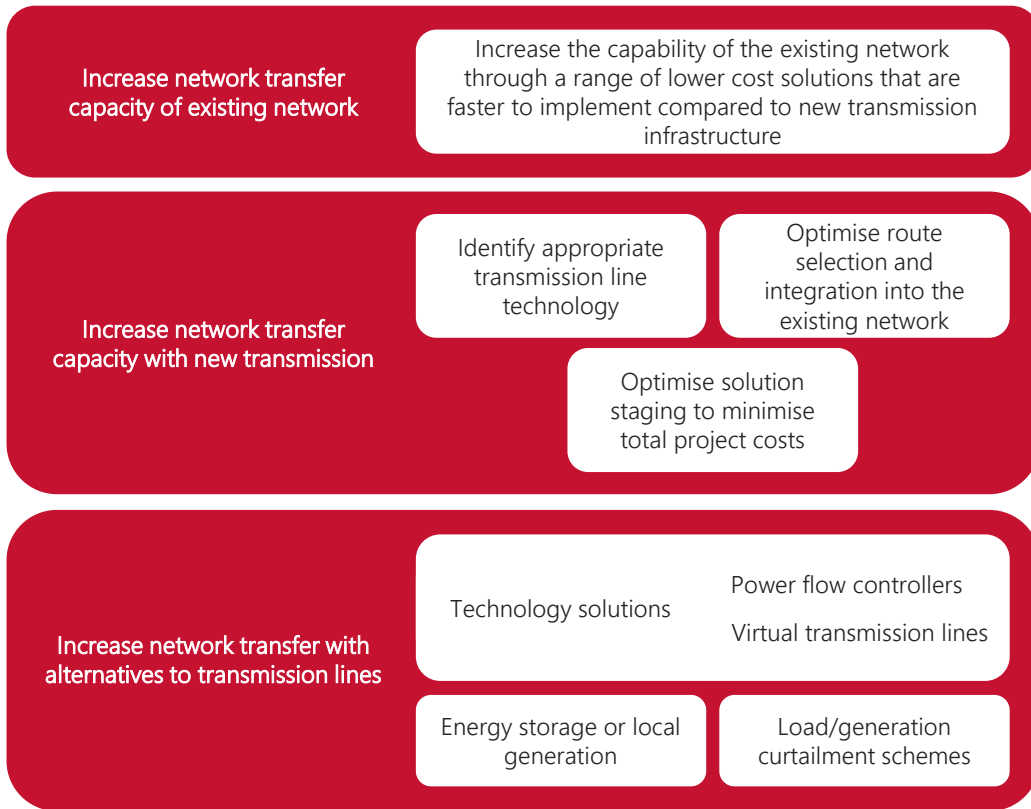 Increase network transfer
capacity of existing network
Increase the capability of the existing network
through a range of lower cost solutions that are
faster to implement compared to new transmission
infrastructure
Increase network transfer
capacity with new transmission
Identify appropriate
transmission line
technology
Optimise route
selection and
integration into the
existing network
Optimise solution
staging to minimise
total project costs
Increase network transfer with
alternatives to transmission lines
Technology solutions
Power flow controllers
Virtual transmission lines
Energy storage or local
generation
Load/generation
curtailment schemes